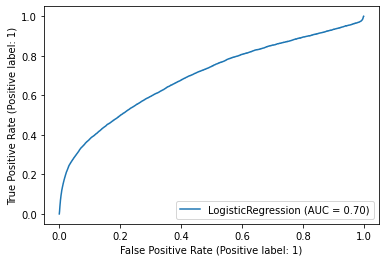 1.0
0.8
0.6
0.4
0.2
0.0
True Positive Rate (Positive label: 1)
LogisticRegression (AUC = 0.70)
0.0 0.2 0.4 0.6 0.8 1.0
False Positive Rate (Positive label: 1)